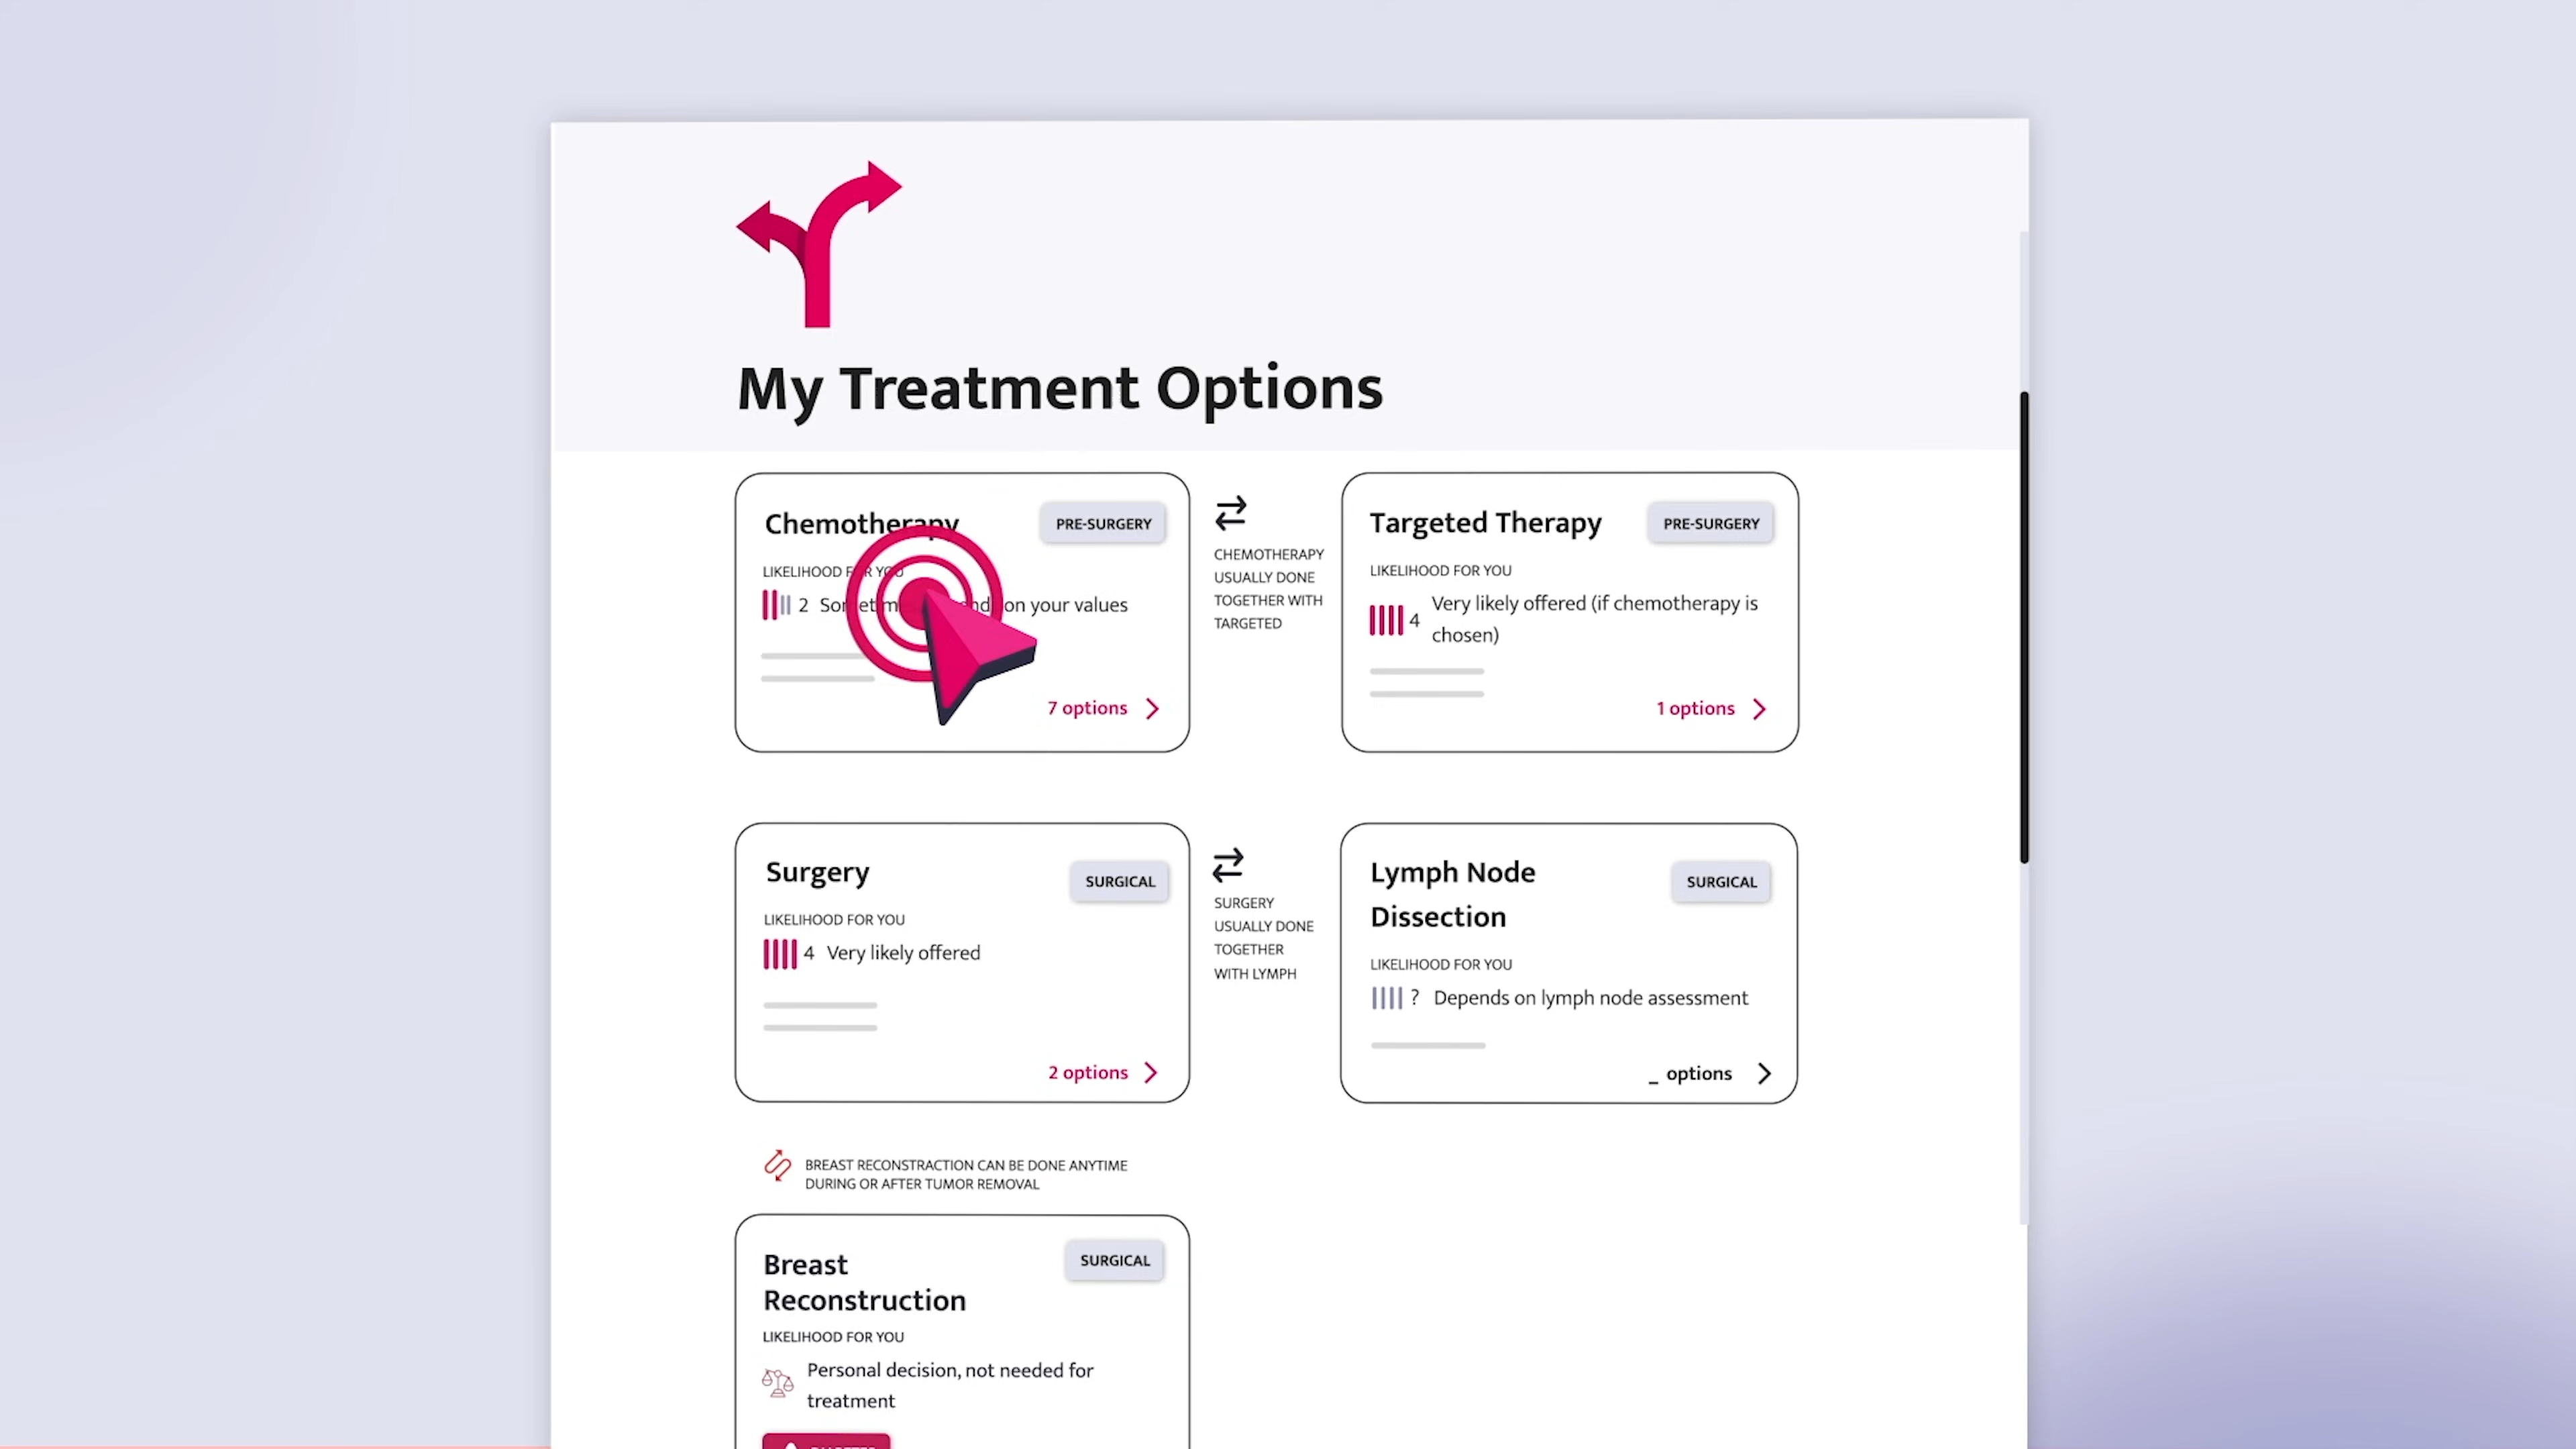 My Treatment Options
Chemotherapy
PRE-SURGERY
LIKELIHOOD FOR YOU
2 on your values
7 options
CHEMOTHERAPY
USUALLY DONE
TOGETHER WITH
TARGETED
Targeted Therapy
PRE-SURGERY
LIKELIHOOD FOR YOU
4 Very likely offered (if chemotherapy is
chosen)
1 options
Surgery
SURGICAL
LIKELIHOOD FOR YOU
4 Very likely offered
2 options
SURGERY
USUALLY DONE
TOGETHER
WITH LYMPH
Lymph Node
Dissection
SURGICAL
LIKELIHOOD FOR YOU
? Depends on lymph node assessment
_ options
BREAST RECONSTRACTION CAN BE DONE ANYTIME
DURING OR AFTER TUMOR REMOVAL
Breast
Reconstruction
SURGICAL
LIKELIHOOD FOR YOU
Personal decision, not needed for
treatment